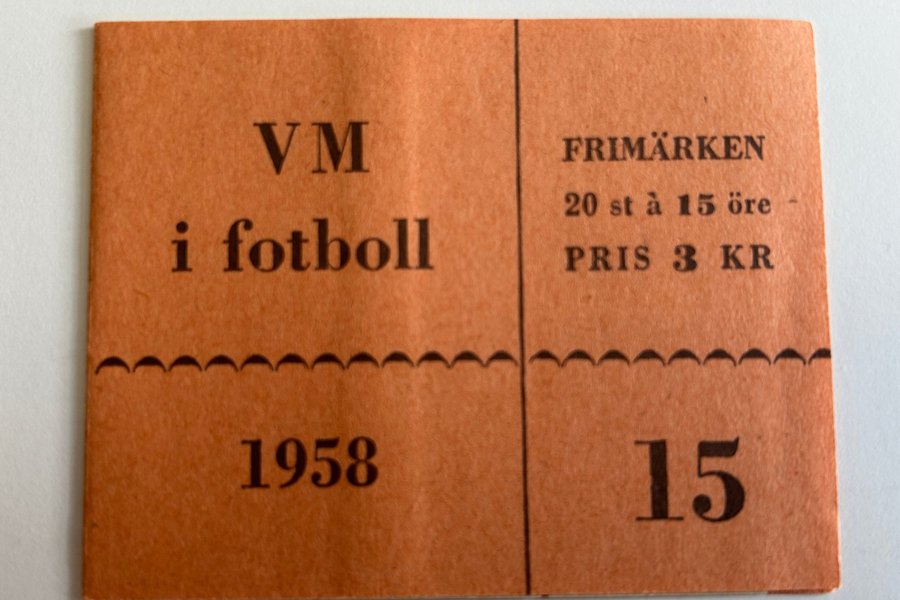 VM
i fotboll
1958
FRIMÄRKEN
20 st à 15 öre
PRIS 3 KR
15